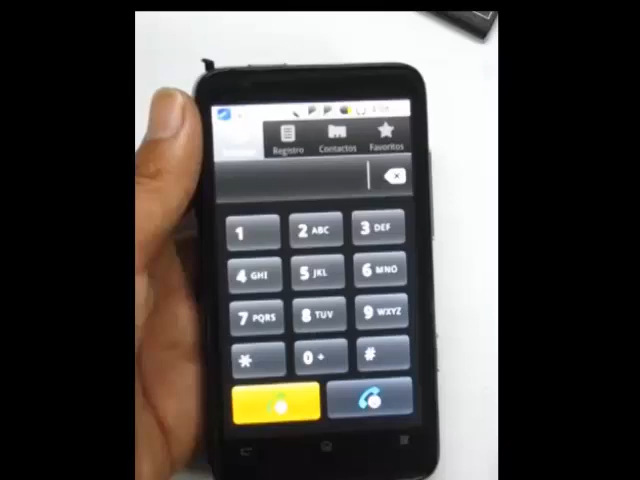 Registro Contactos Favoritos
1 2 ABC 3 DEF
4 GHI 5 JKL 6 MNO
7 PQRS 8 TUV 9 WXYZ
* 0 + #